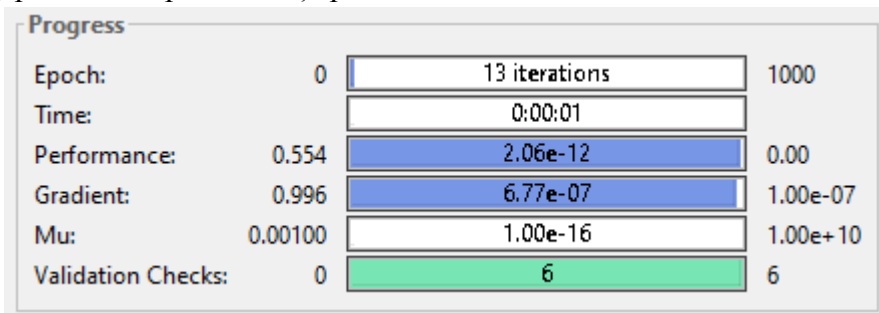 Progress
Epoch: 0 13 iterations 1000
Time: 0:00:01
Performance: 0.554 2.06e-12 0.00
Gradient: 0.996 6.77e-07 1.00e-07
Mu: 0.00100 1.00e-16 1.00e+10
Validation Checks: 0 6 6